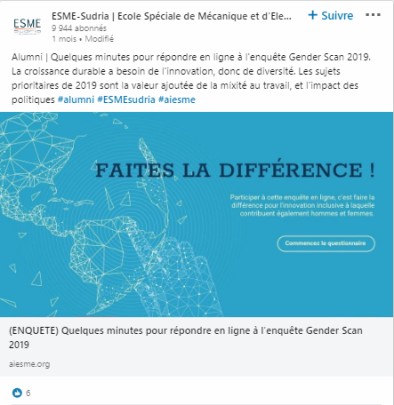 ESME
ESME-Sudria | Ecole Spéciale de Mécanique et d'Ele...
+ Suivre
9 944 abonnés
1 mois • Modifié
Alumni | Quelques minutes pour répondre en ligne à l'enquête Gender Scan 2019.
La croissance durable a besoin de l'innovation, donc de diversité. Les sujets
prioritaires de 2019 sont la valeur ajoutée de la mixité au travail, et l'impact des
politiques #alumni #ESMEsudria #aiesme
FAITES LA DIFFÉRENCE !
Participer à cette enquête en ligne, c'est faire la
différence pour l'innovation inclusive à laquelle
contribuent également hommes et femmes.
Commencez le questionnaire
(ENQUETE) Quelques minutes pour répondre en ligne à l'enquête Gender Scan
2019
aiesme.org
6